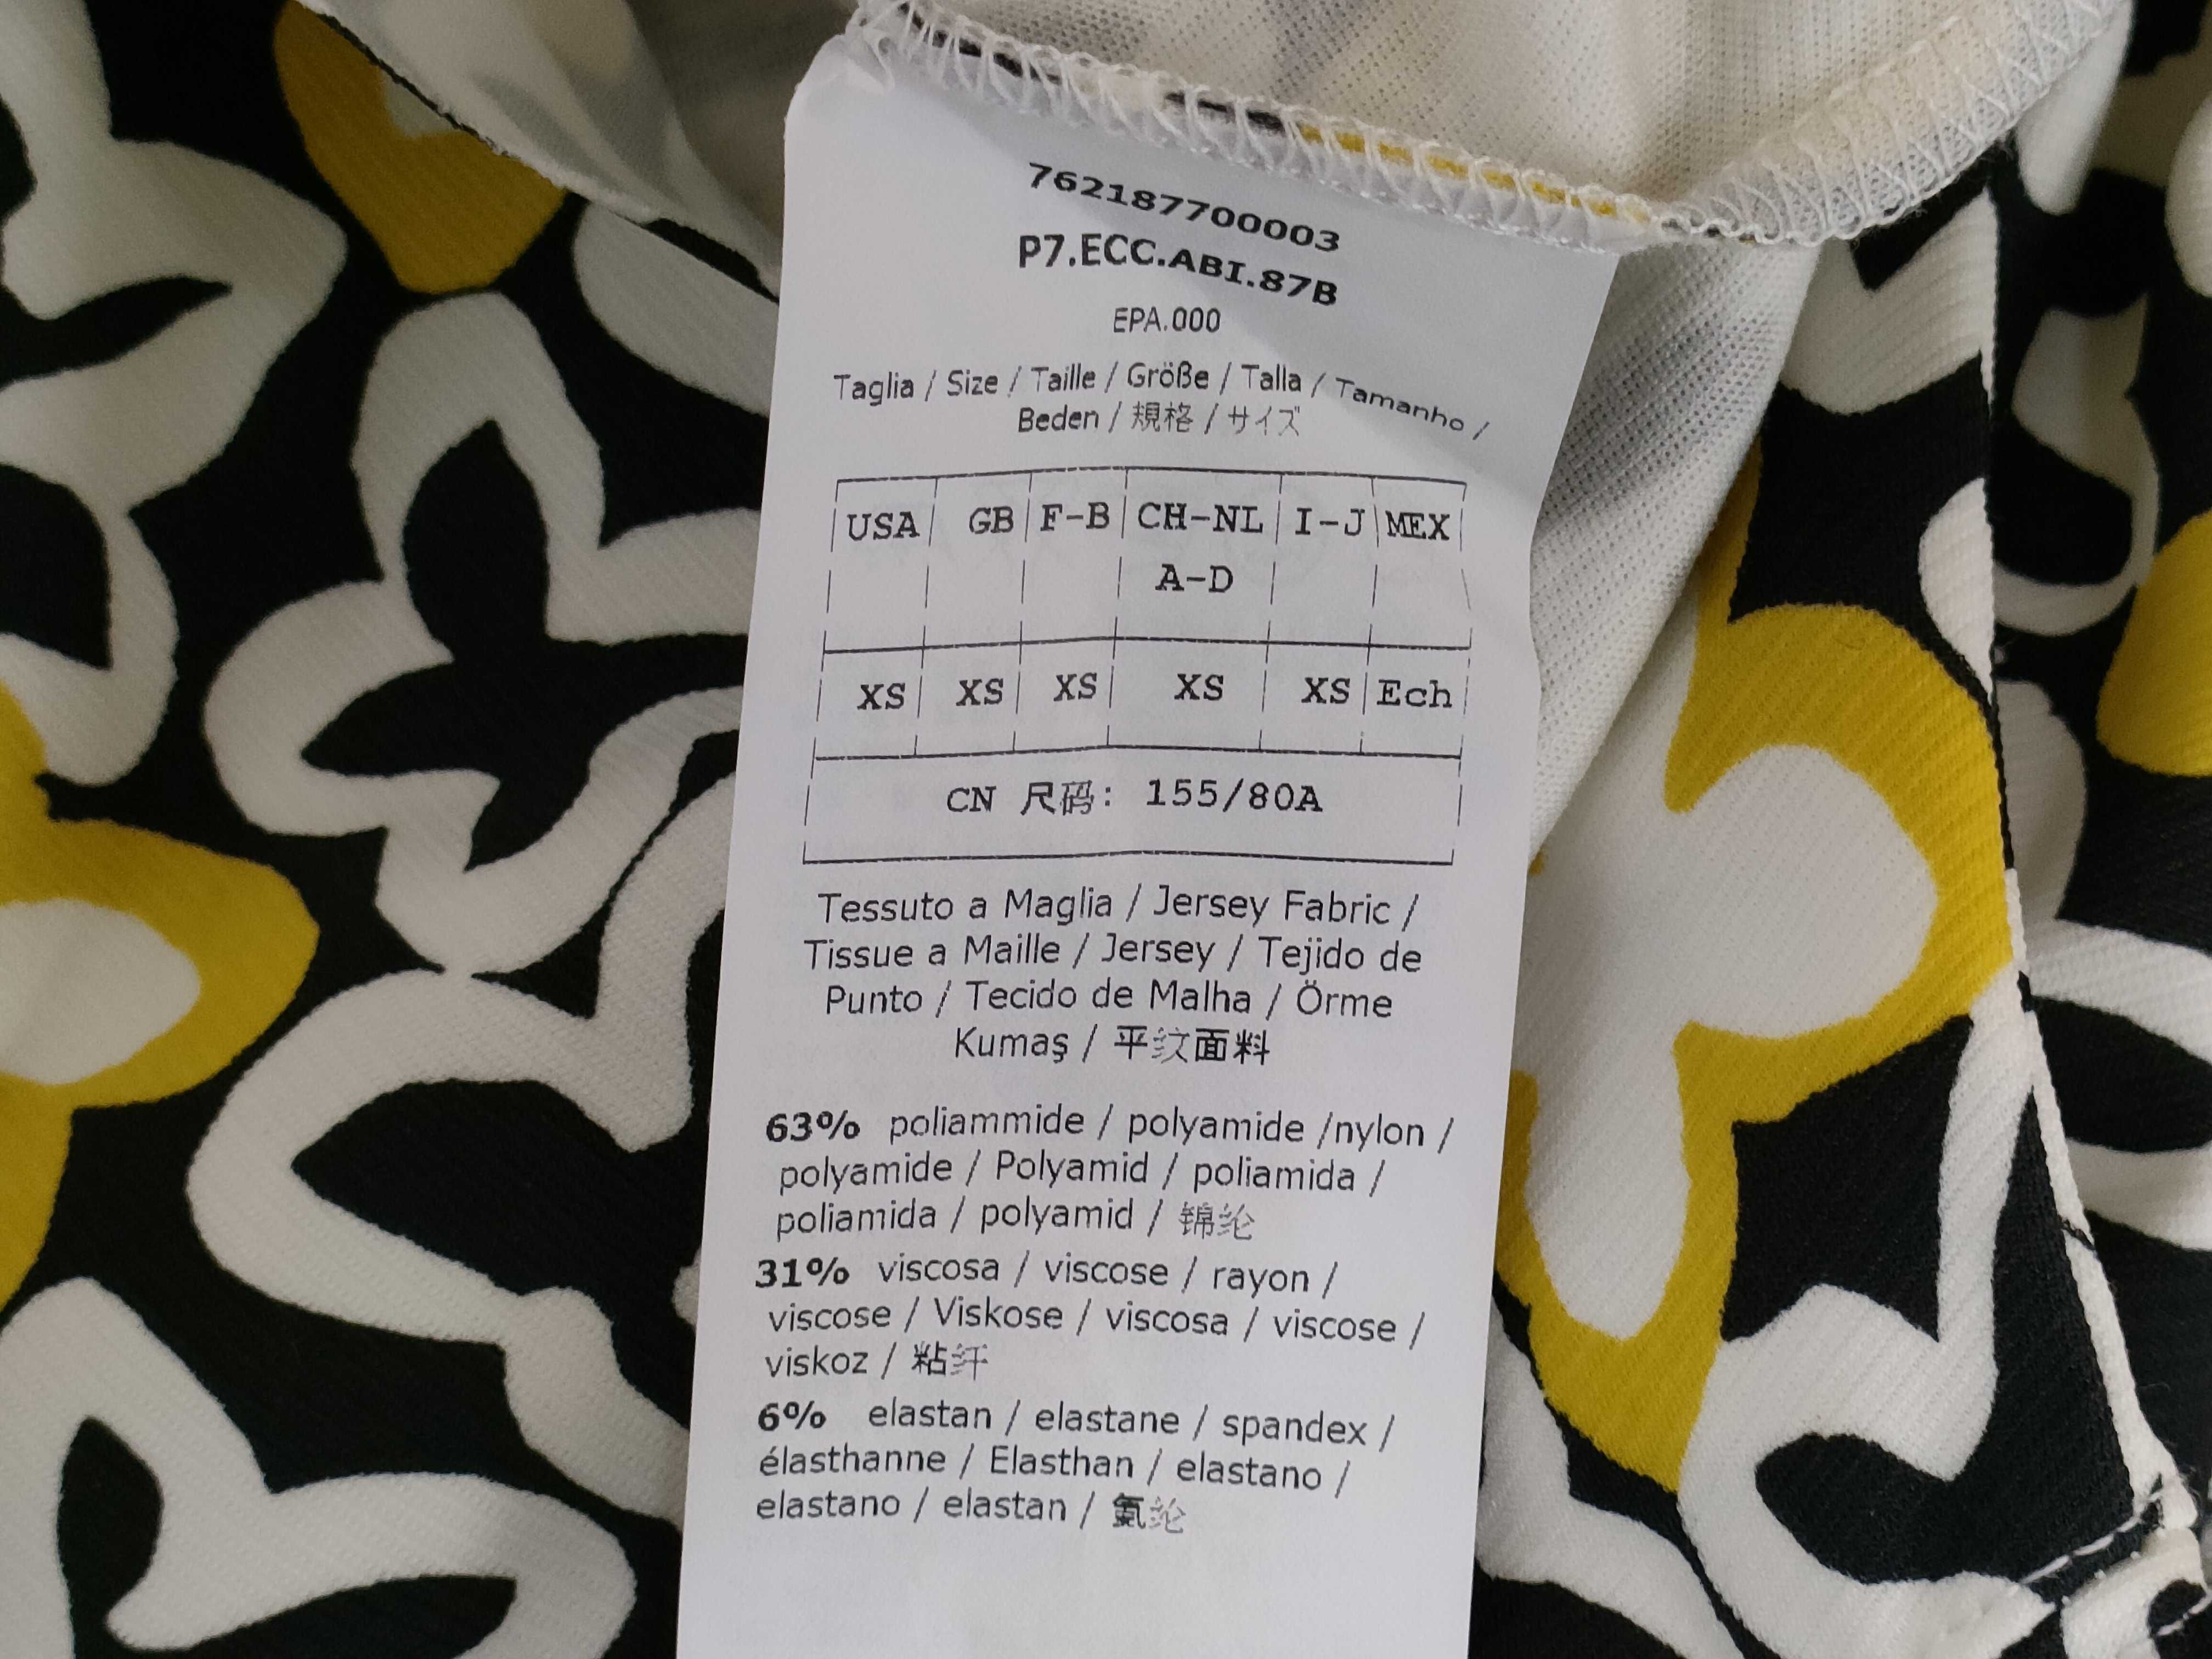 762187700003
P7.ECC.ABI.87B
EPA.000
Taglia / Size / Taille / Größe / Talla / Tamanho /
Beden / 規格 / サイズ
USA GB F-B CH-NL I-J MEX
A-D
XS XS XS XS XS Ech
CN 尺码: 155/80A
Tessuto a Maglia / Jersey Fabric /
Tissue a Maille / Jersey / Tejido de
Punto / Tecido de Malha / Örme
Kumaş / 平纹面料
63% poliammide / polyamide /nylon /
polyamide / Polyamid / poliamida /
poliamida / polyamid / 锦纶
31% viscosa / viscose / rayon /
viscose / Viskose / viscosa / viscose /
viskoz / 粘纤
6% elastan / elastane / spandex /
élasthanne / Elasthan / elastano /
elastano / elastan / 氨纶